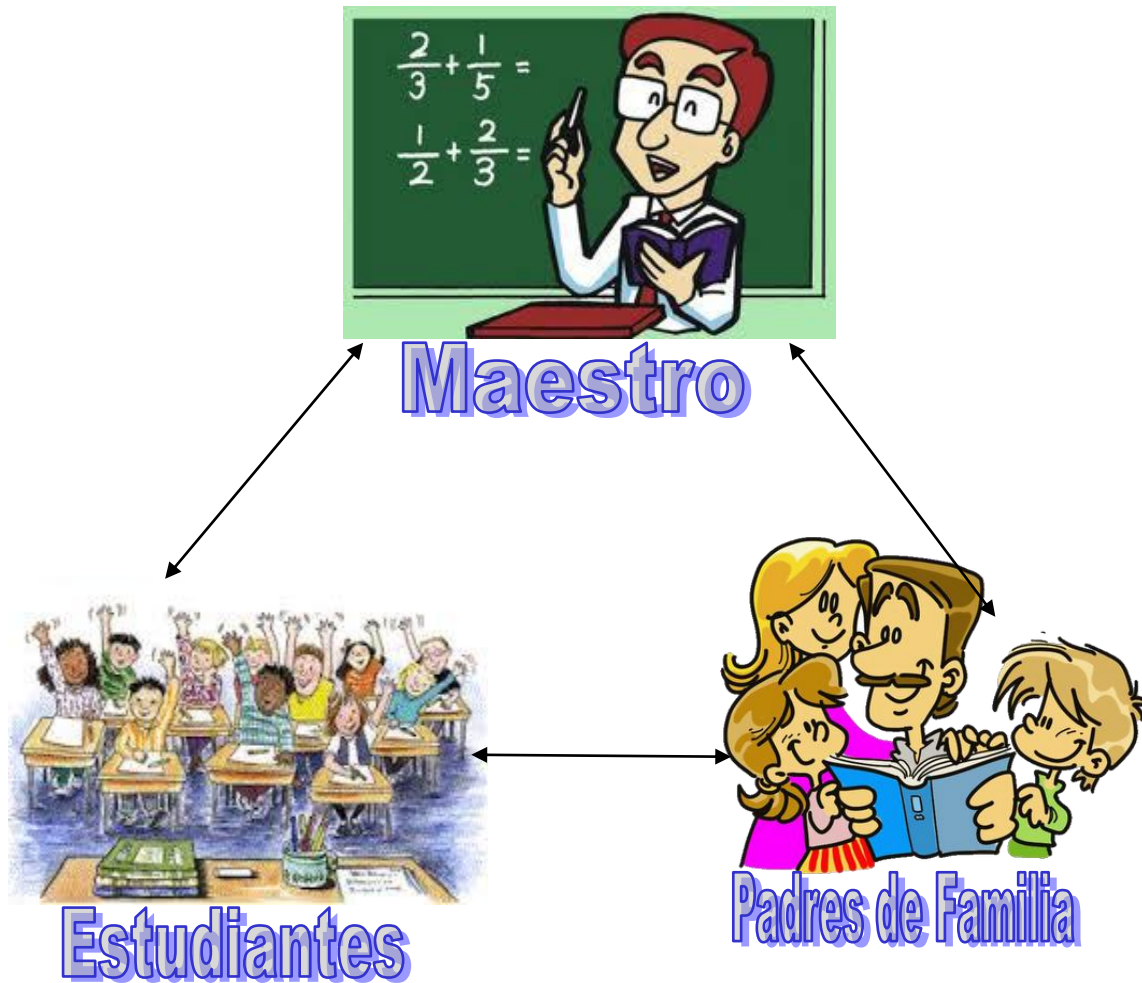 2/3 + 1/5 =
1/2 + 2/3 =
Maestro
Estudiantes
Padres de Familia